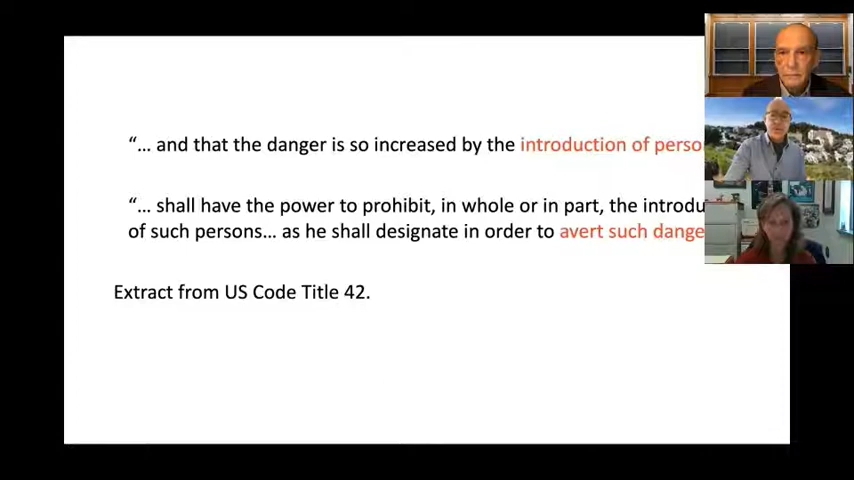 “... and that the danger is so increased by the introduction of perso
“... shall have the power to prohibit, in whole or in part, the introdu
of such persons... as he shall designate in order to avert such dange
Extract from US Code Title 42.